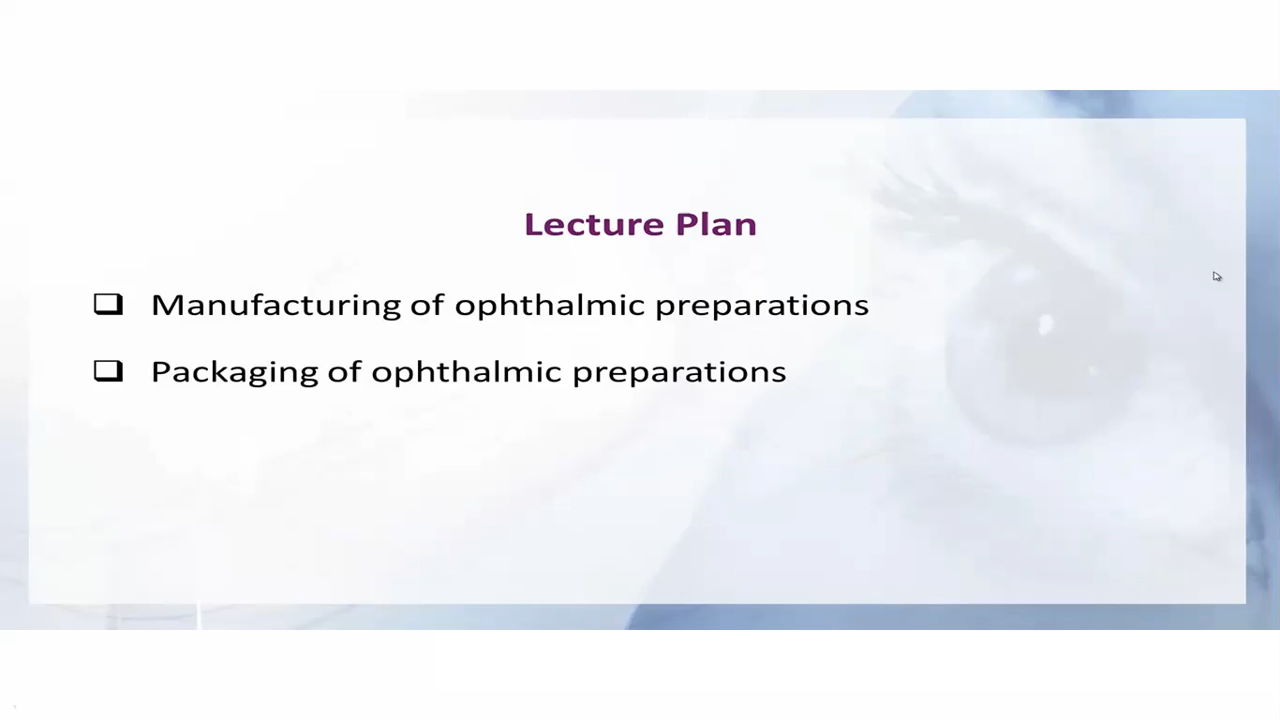 Lecture Plan
Manufacturing of ophthalmic preparations
Packaging of ophthalmic preparations